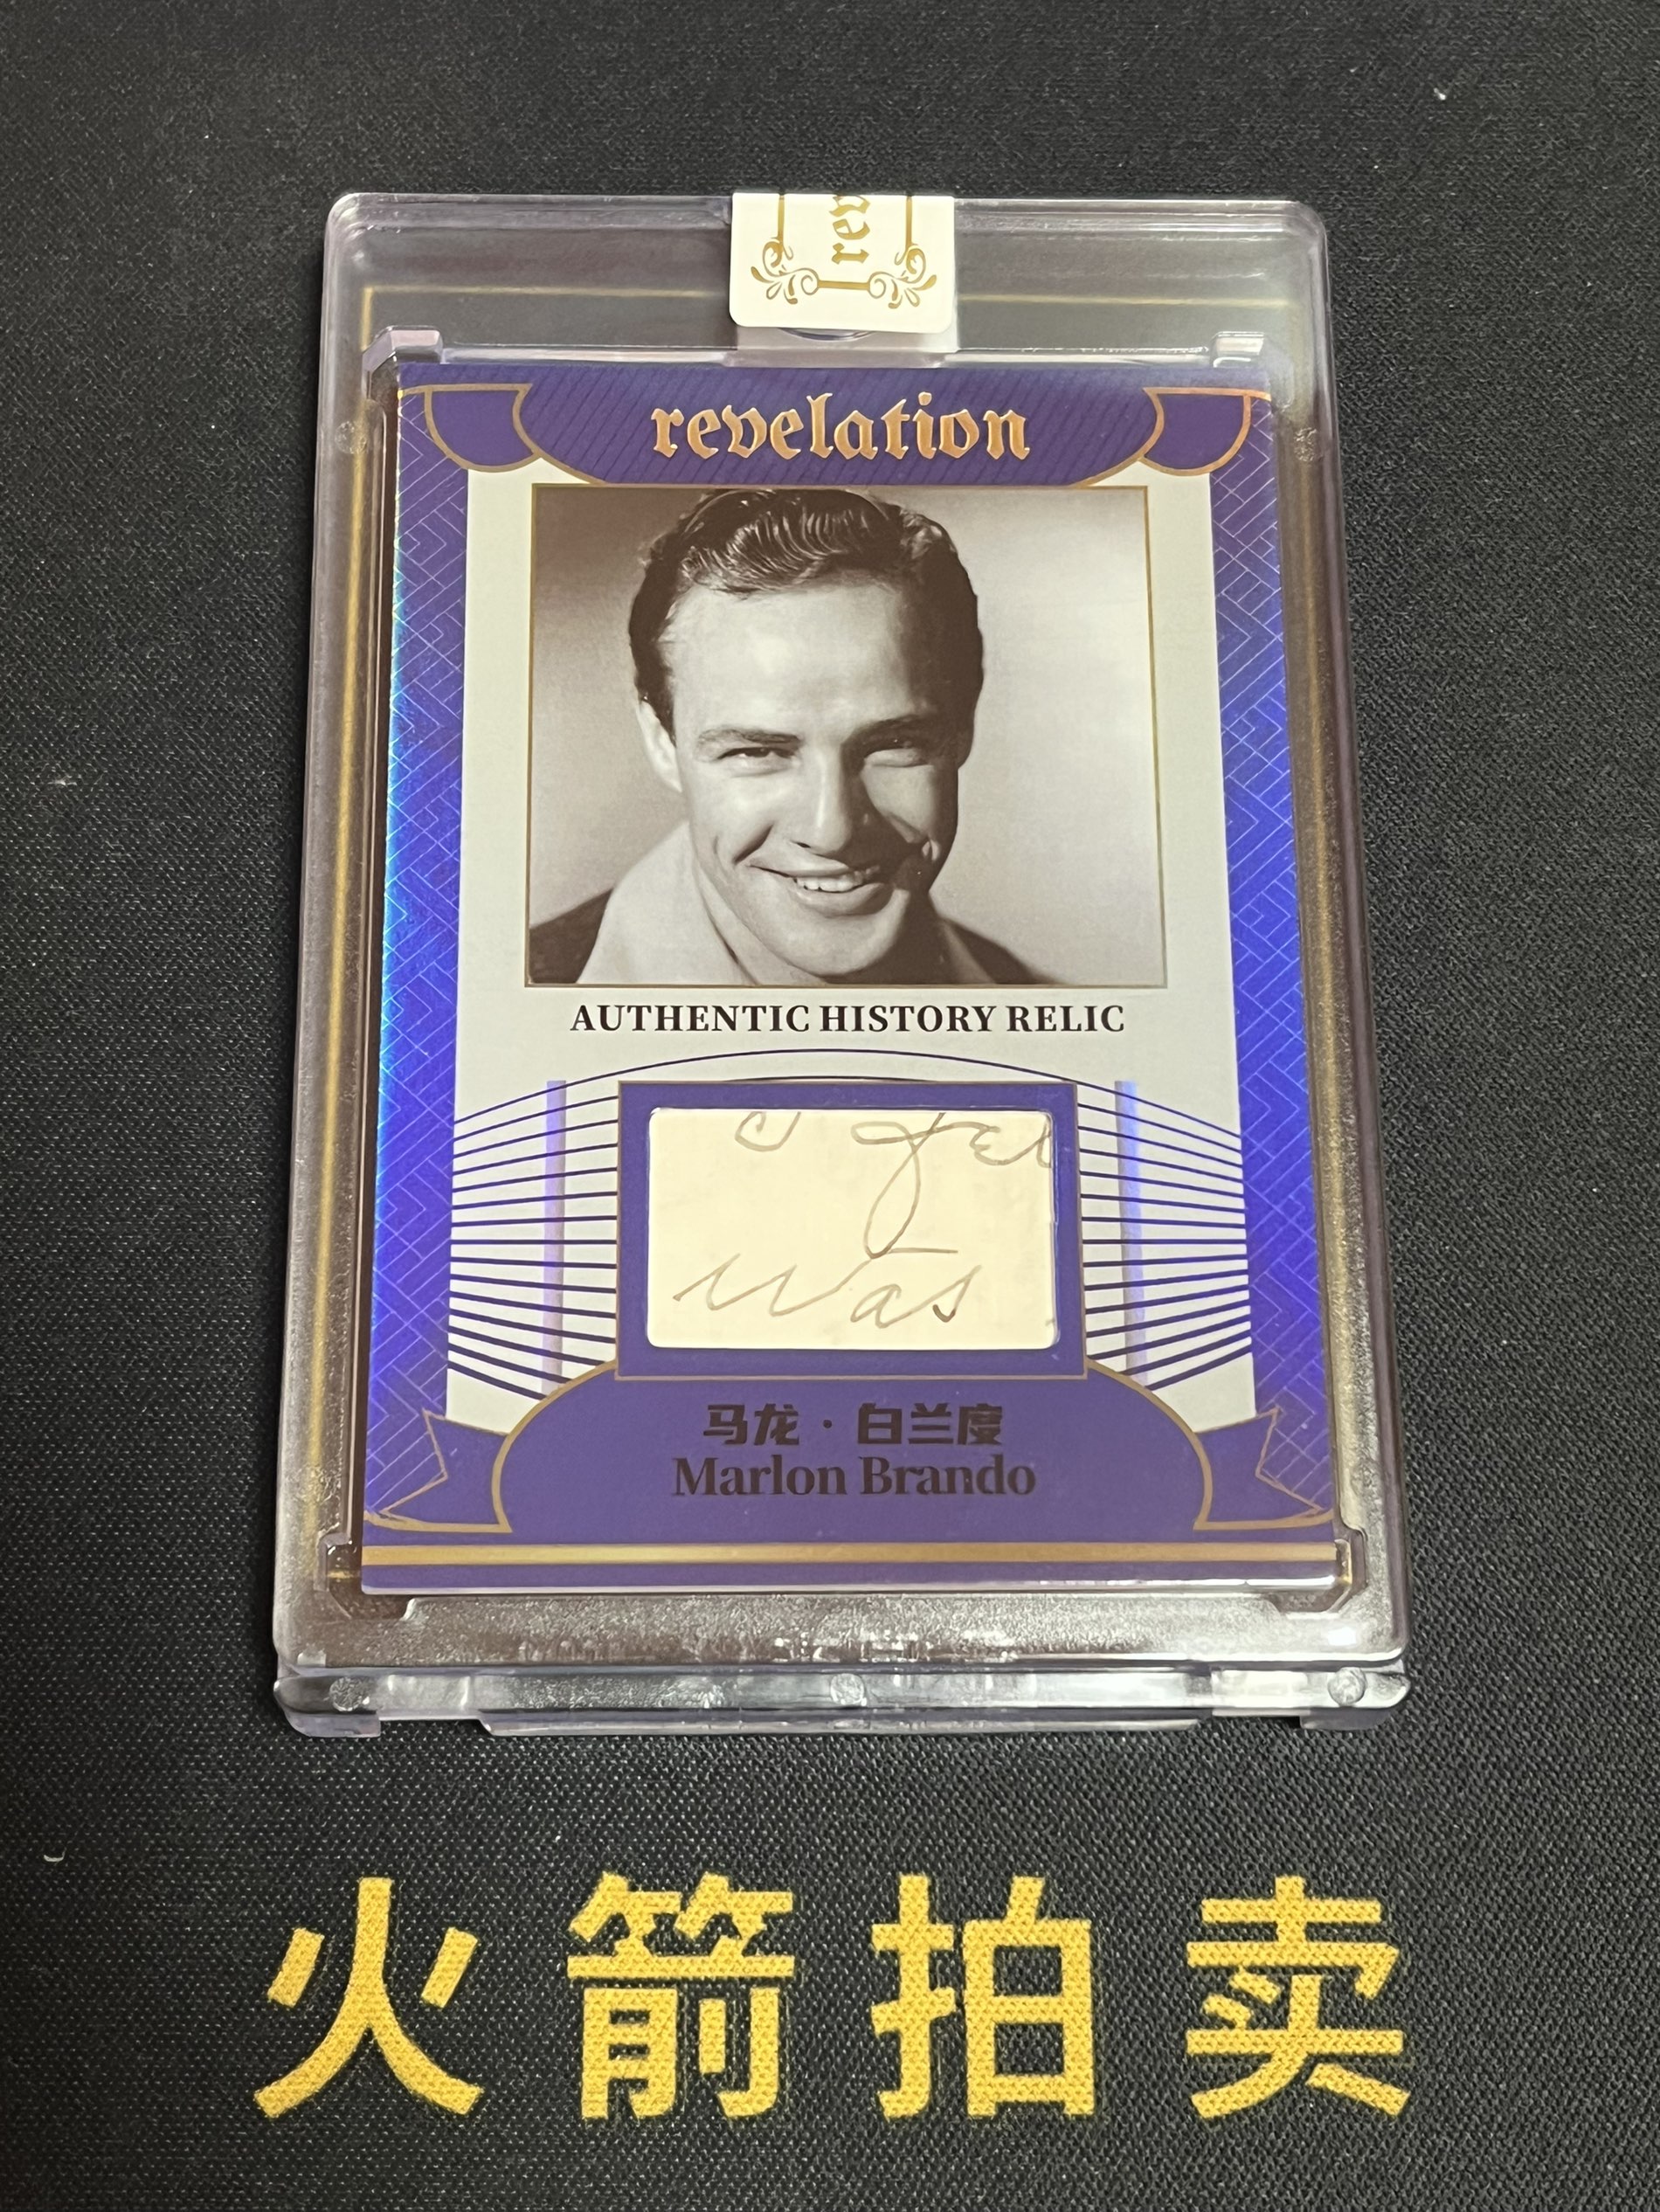 rev
revelation
AUTHENTIC HISTORY RELIC
was
马龙·白兰度
Marlon Brando
火箭拍卖